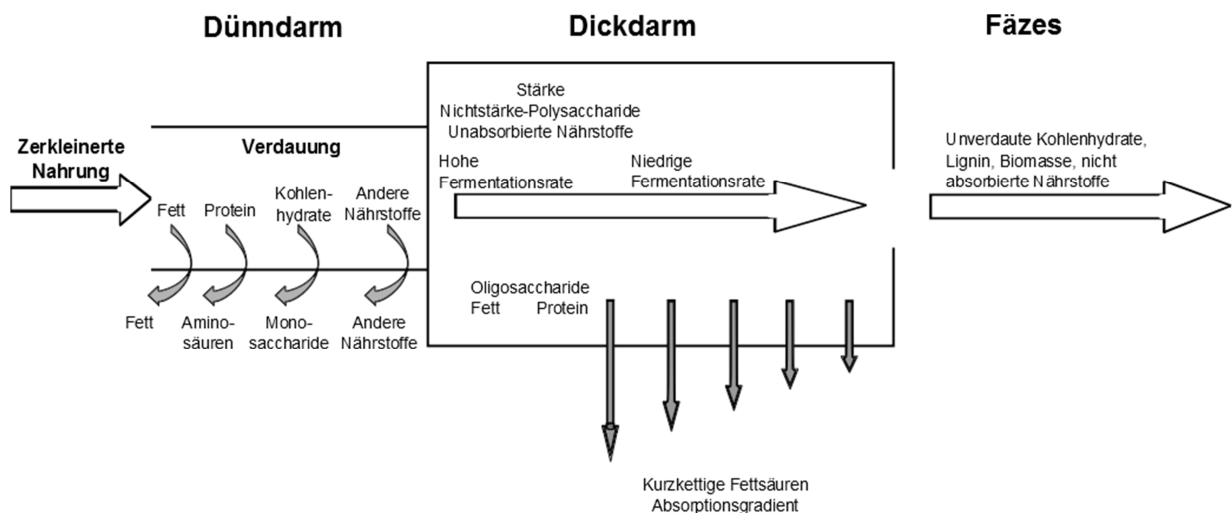 Dünndarm
Dickdarm
Fäzes
Zerkleinerte
Nahrung
Verdauung
Fett
Protein
Kohlen-
hydrate
Andere
Nährstoffe
Fett
Amino-
säuren
Mono-
saccharide
Andere
Nährstoffe
Stärke
Nichtstärke-Polysaccharide
Unabsorbierte Nährstoffe
Hohe
Fermentationsrate
Niedrige
Fermentationsrate
Oligosaccharide
Fett Protein
Kurzkettige Fettsäuren
Absorptionsgradient
Unverdaute Kohlenhydrate,
Lignin, Biomasse, nicht
absorbierte Nährstoffe